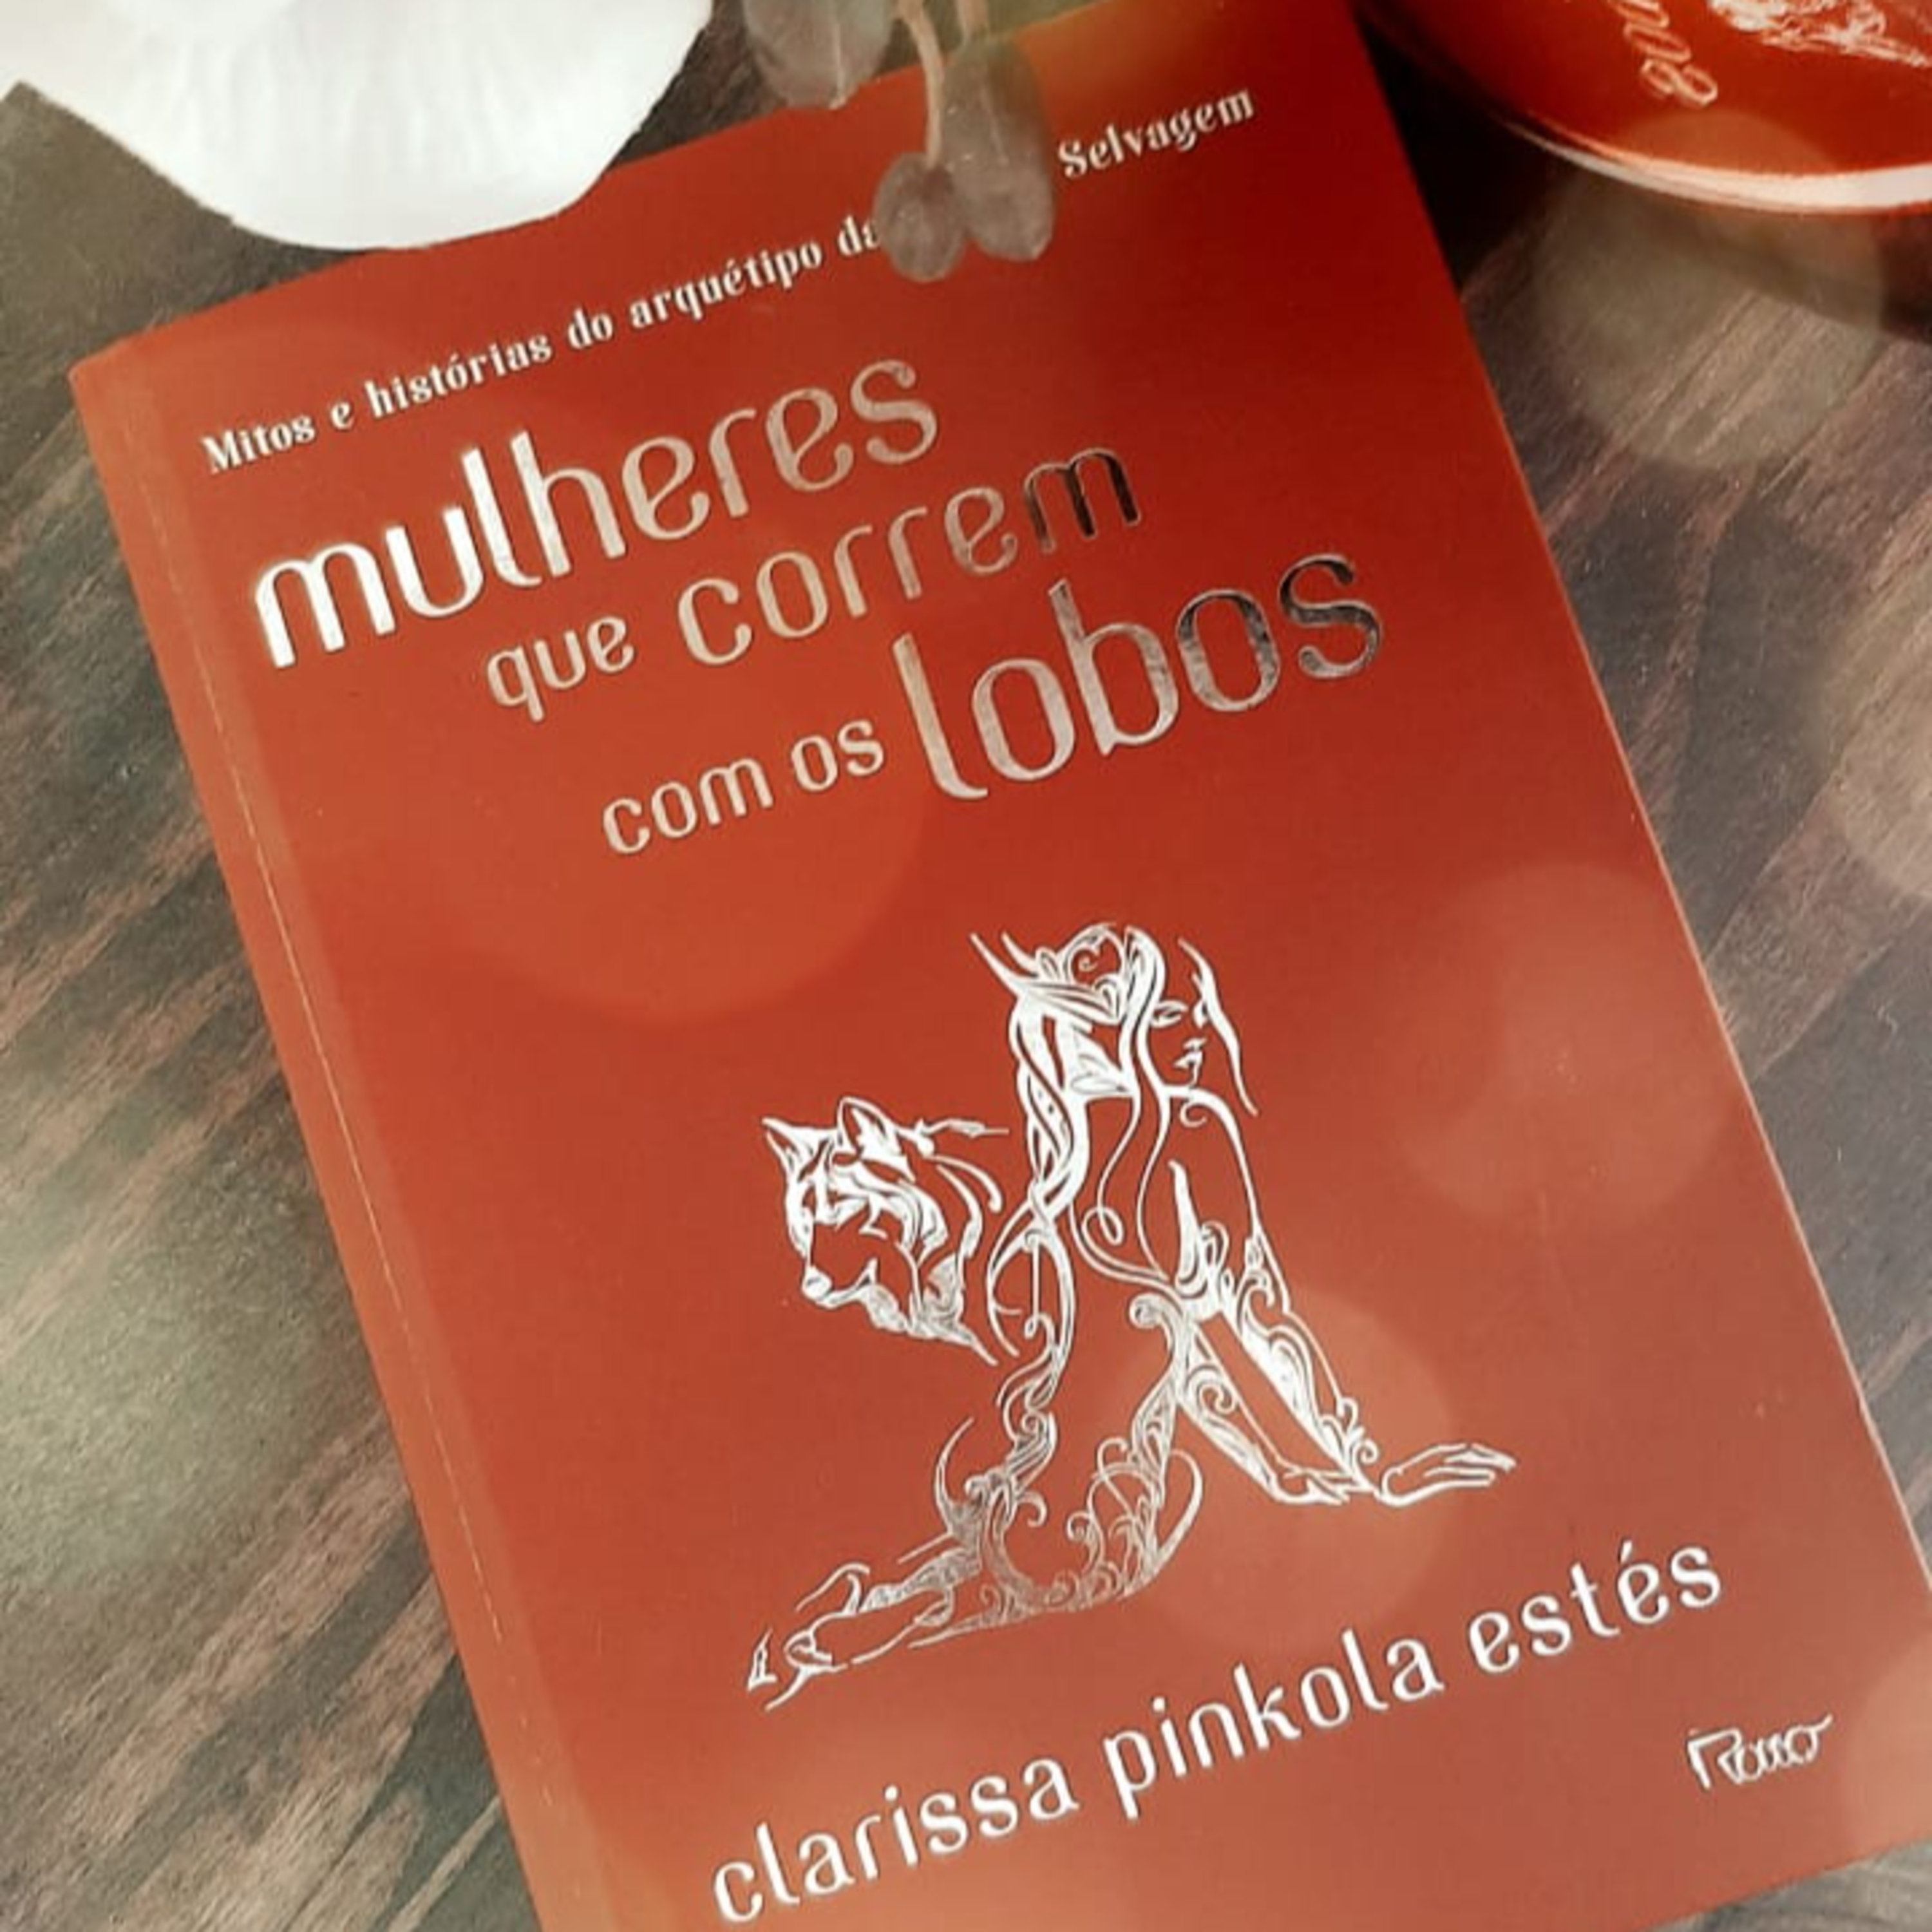 Mitos e histórias do arquétipo da Selvagem
mulheres
que correm
com os lobos
clarissa pinkola estés
Rocco